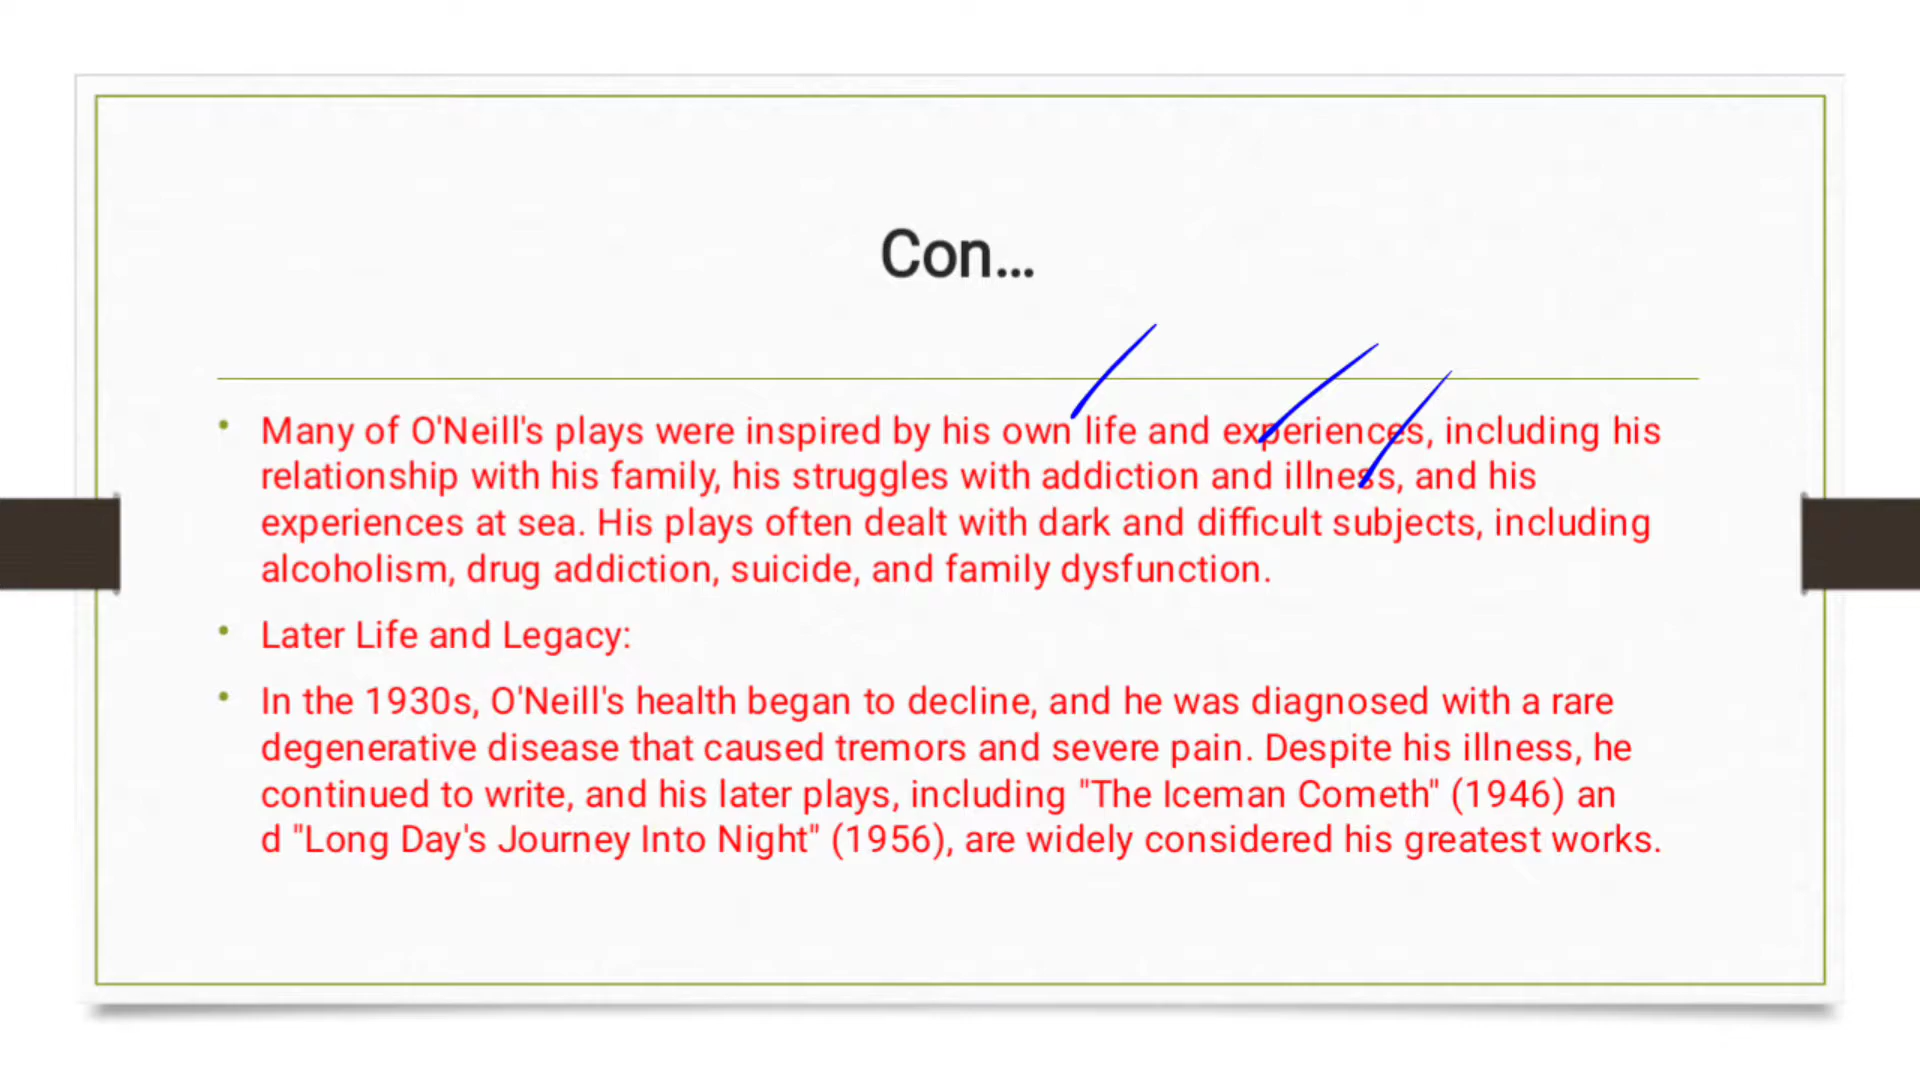 Con...
Many of O'Neill's plays were inspired by his own life and experiences, including his
relationship with his family, his struggles with addiction and illness, and his
experiences at sea. His plays often dealt with dark and difficult subjects, including
alcoholism, drug addiction, suicide, and family dysfunction.
Later Life and Legacy:
In the 1930s, O'Neill's health began to decline, and he was diagnosed with a rare
degenerative disease that caused tremors and severe pain. Despite his illness, he
continued to write, and his later plays, including "The Iceman Cometh" (1946) an
d "Long Day's Journey Into Night" (1956), are widely considered his greatest works.